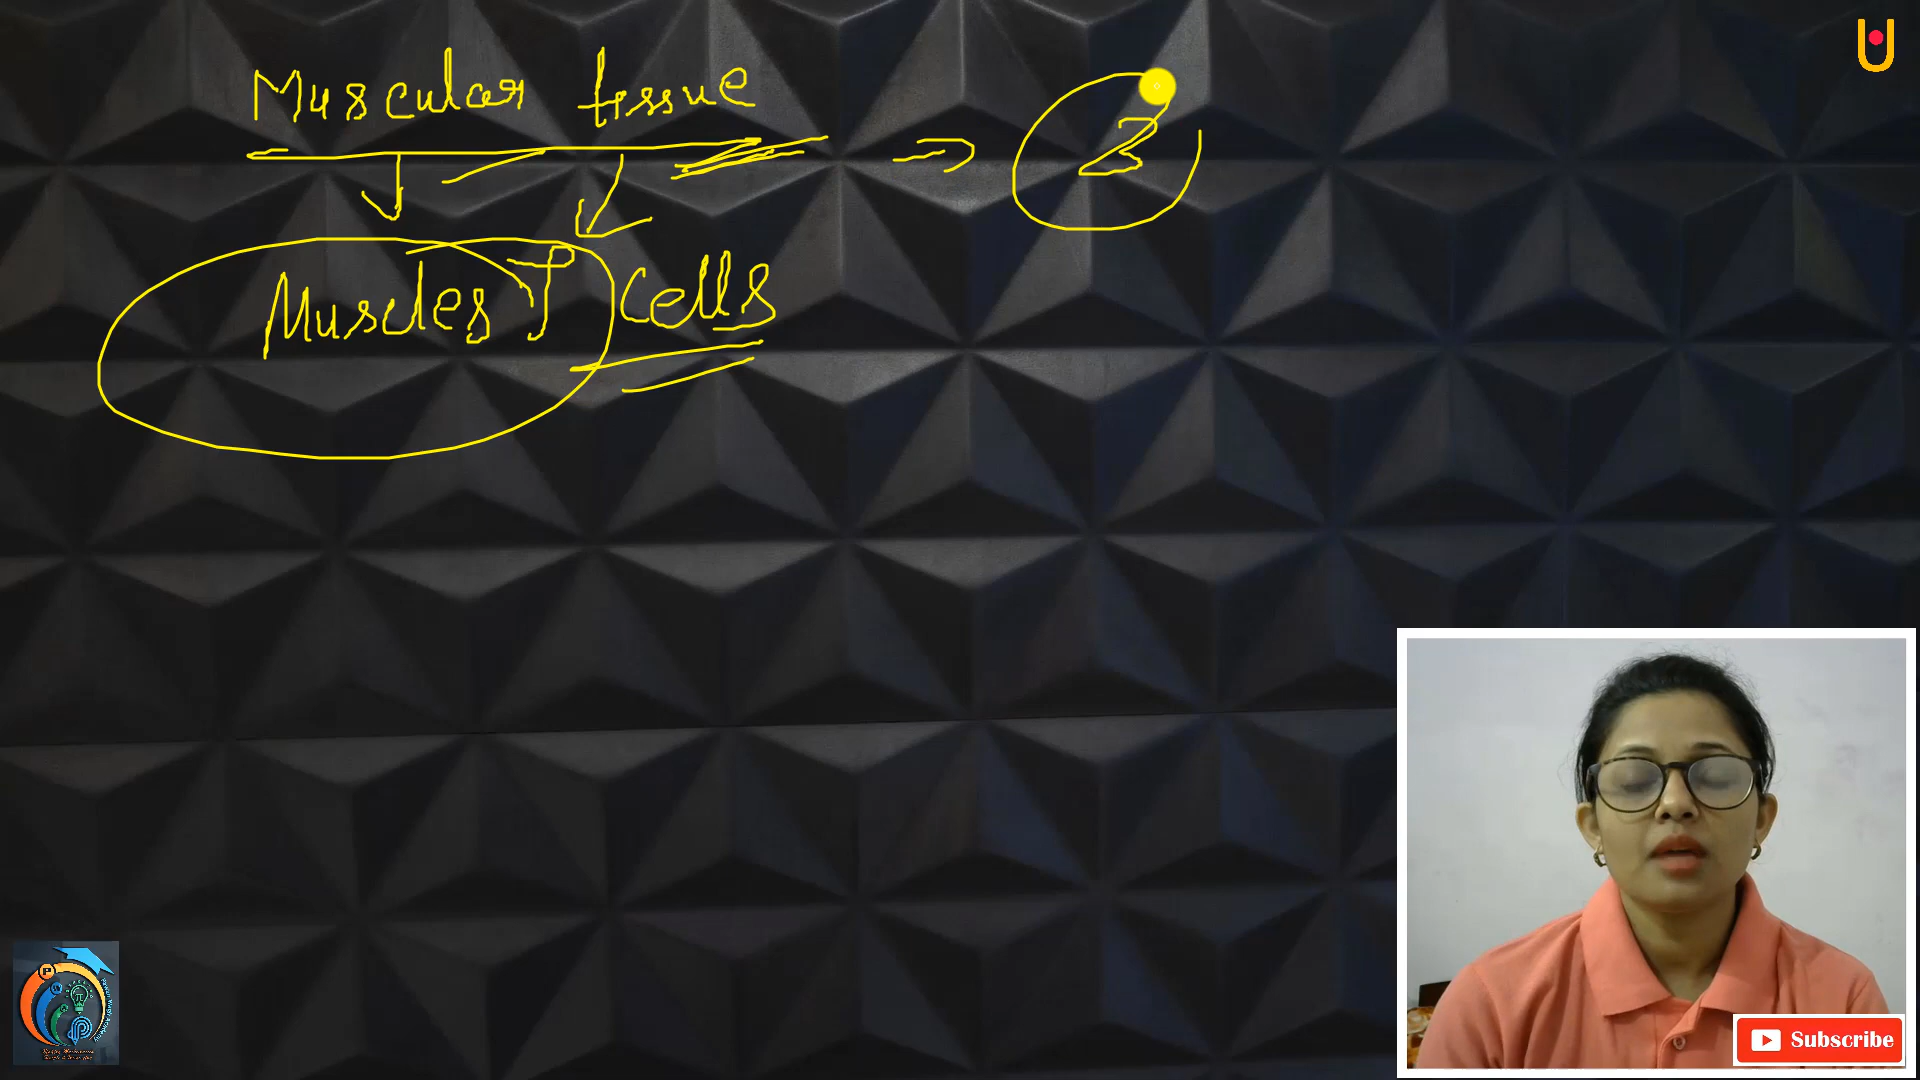 Muscular tissue → 3
Muscles cells
Subscribe